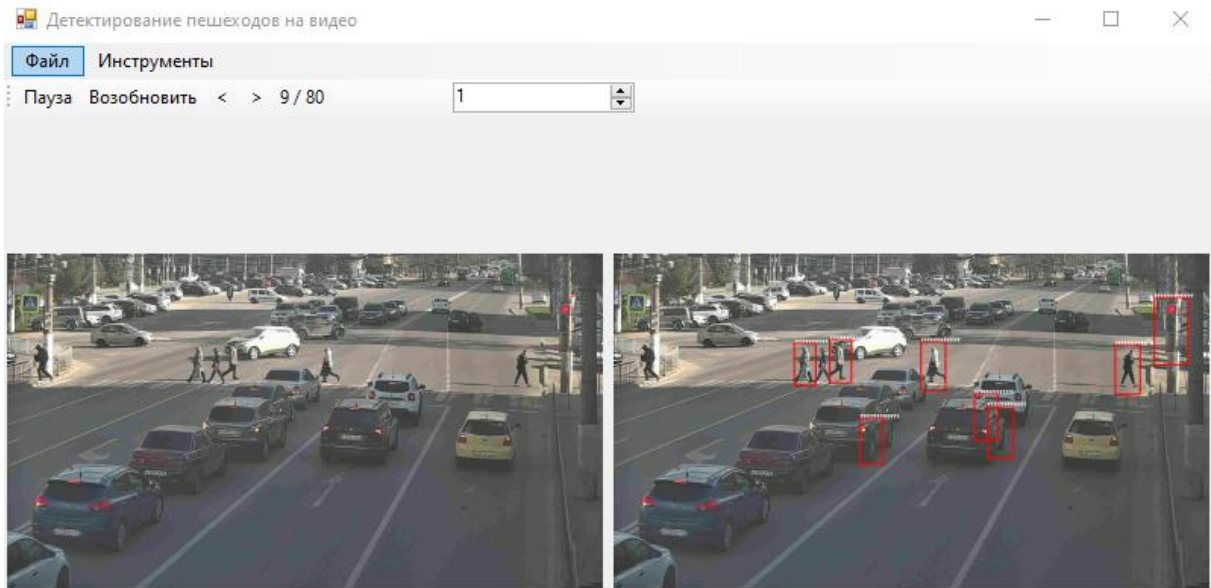 Детектирование пешеходов на видео
Файл Инструменты
Пауза Возобновить < > 9 / 80 1